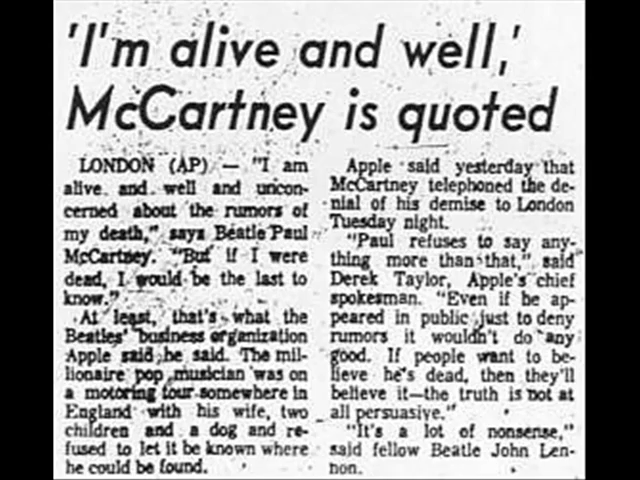 'I'm alive and well,'
McCartney is quoted
LONDON (AP) — "I am
alive and well and uncon-
cerned about the rumors of
my death," says Beatle Paul
McCartney. "But if I were
dead, I would be the last to
know."
At least, that's what the
Beatles' business organization
Apple said he said. The mil-
lionaire pop musician was on
a motoring tour somewhere in
England with his wife, two
children and a dog and re-
fused to let it be known where
he could be found.
Apple said yesterday that
McCartney telephoned the de-
nial of his demise to London
Tuesday night.
"Paul refuses to say any-
thing more than that," said
Derek Taylor, Apple's chief
spokesman. "Even if he ap-
peared in public just to deny
rumors it wouldn't do any
good. If people want to be-
lieve he's dead, then they'll
believe it—the truth is not at
all persuasive."
"It's a lot of nonsense,"
said fellow Beatle John Len-
non.